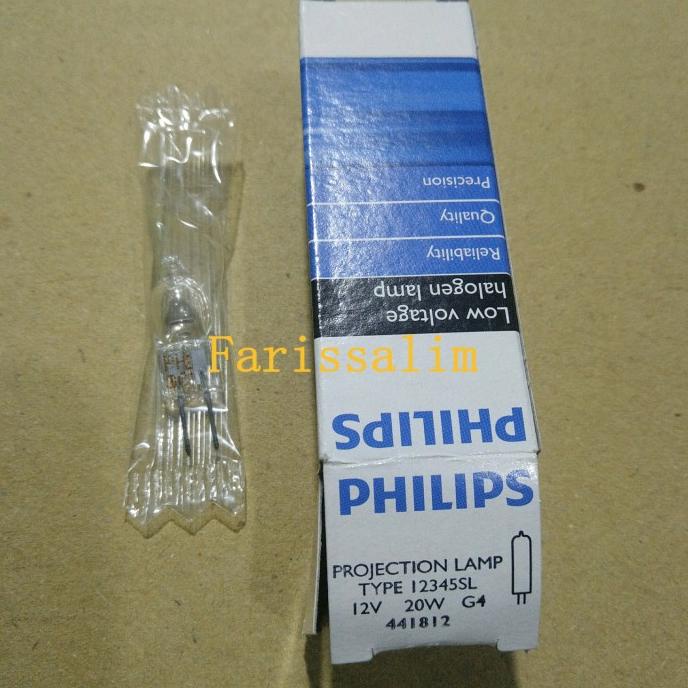 Precision
Quality
Reliability
Low voltage
halogen lamp
Farissalim
PHILIPS
PHILIPS
PROJECTION LAMP
TYPE 12345SL
12V 20W G4
441812